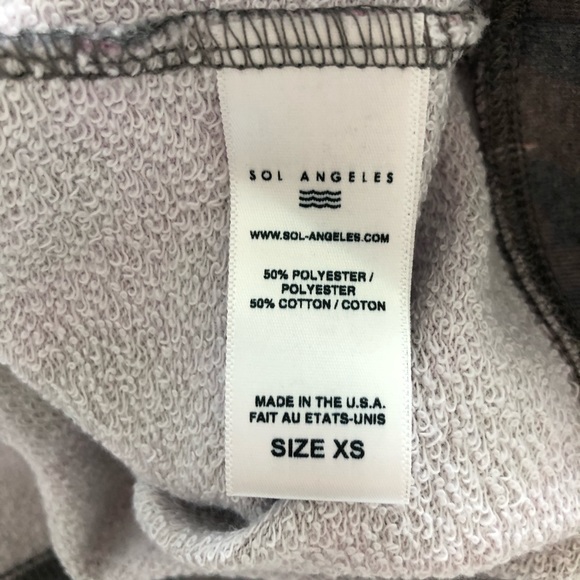 SOL ANGELES
WWW.SOL-ANGELES.COM
50% POLYESTER /
POLYESTER
50% COTTON / COTON
MADE IN THE U.S.A.
FAIT AU ETATS-UNIS
SIZE XS